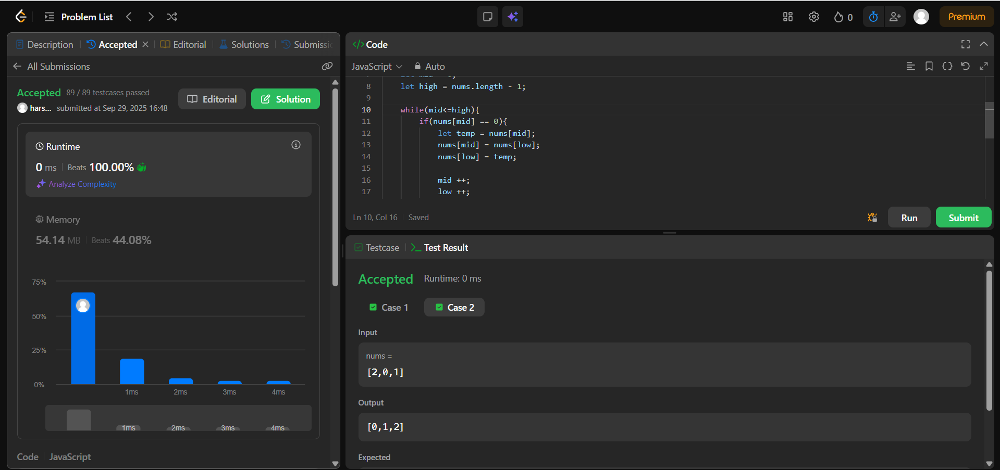 Problem List
0
Premium
Description
Accepted
Editorial
Solutions
Submissi
All Submissions
Accepted 89 / 89 testcases passed
hars... submitted at Sep 29, 2025 16:48
Editorial
Solution
Runtime
0 ms Beats 100.00%
Analyze Complexity
Memory
54.14 MB Beats 44.08%
75%
50%
25%
0%
1ms 2ms 3ms 4ms
1ms 2ms 3ms 4ms
Code JavaScript
</> Code
JavaScript Auto
8 let high = nums.length - 1;
9
10 while(mid<=high){
11 if(nums[mid] == 0){
12 let temp = nums[mid];
13 nums[mid] = nums[low];
14 nums[low] = temp;
15
16 mid ++;
17 low ++;
Ln 10, Col 16 Saved
Run
Submit
Testcase
Test Result
Accepted Runtime: 0 ms
Case 1
Case 2
Input
nums =
[2,0,1]
Output
[0,1,2]
Expected